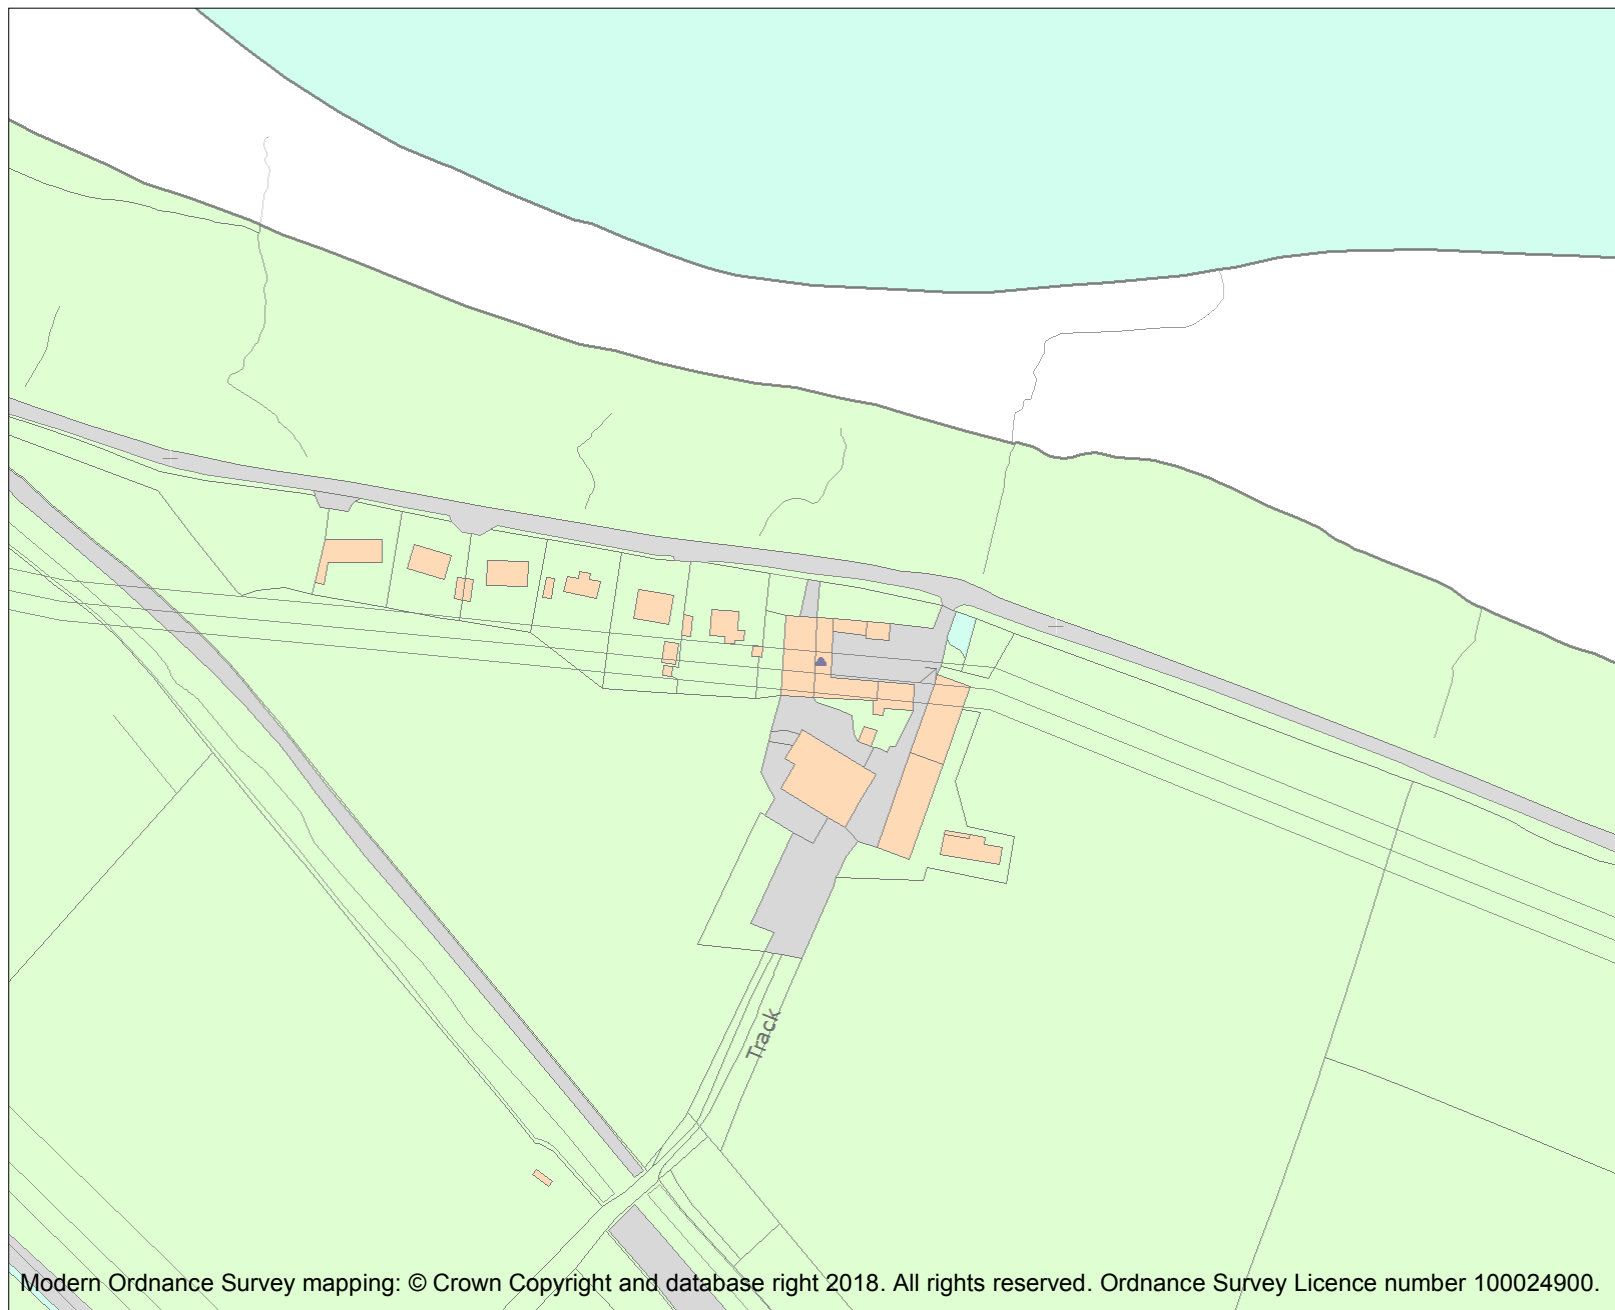 Track
Modern Ordnance Survey mapping: © Crown Copyright and database right 2018. All rights reserved. Ordnance Survey Licence number 100024900.